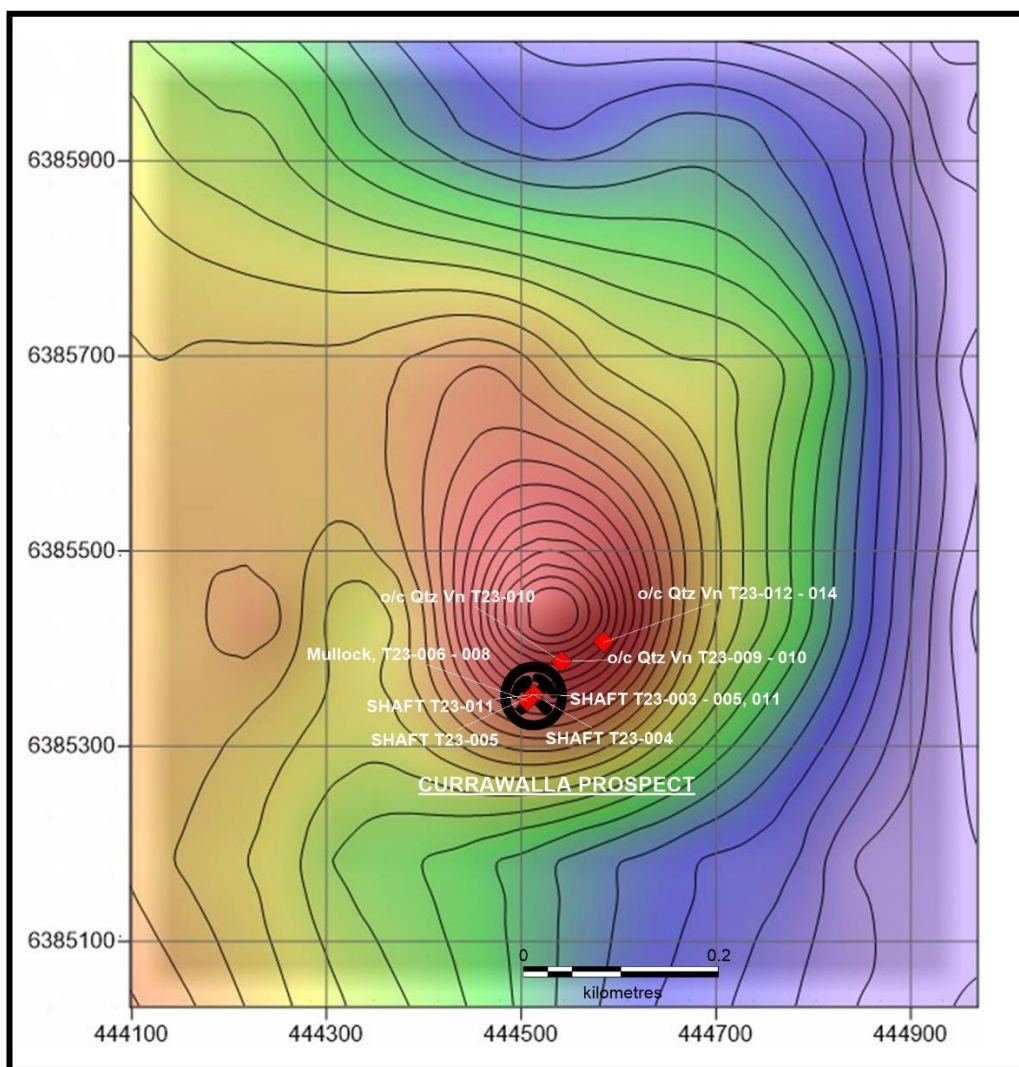 6385900
6385700
6385500
o/c Qtz Vn T23-010
o/c Qtz Vn T23-012 - 014
Mullock, T23-006 - 008
o/c Qtz Vn T23-009 - 010
SHAFT T23-011
SHAFT T23-003 - 005, 011
SHAFT T23-005
SHAFT T23-004
6385300
CURRAWALLA PROSPECT
6385100
0
0.2
kilometres
444100
444300
444500
444700
444900